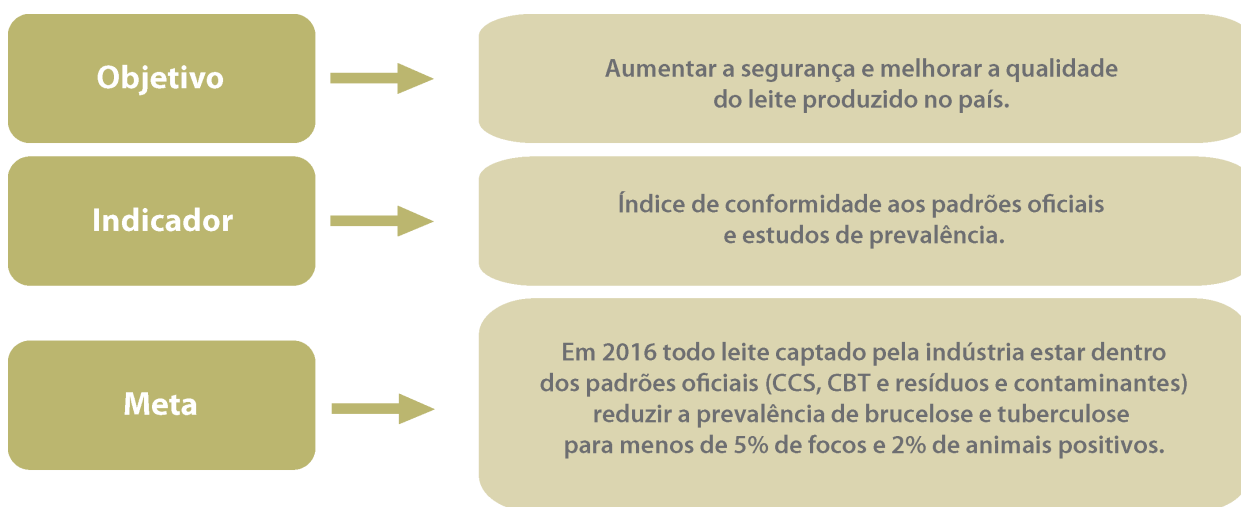 Objetivo
Aumentar a segurança e melhorar a qualidade
do leite produzido no país.
Indicador
Índice de conformidade aos padrões oficiais
e estudos de prevalência.
Meta
Em 2016 todo leite captado pela indústria estar dentro
dos padrões oficiais (CCS, CBT e resíduos e contaminantes)
reduzir a prevalência de brucelose e tuberculose
para menos de 5% de focos e 2% de animais positivos.